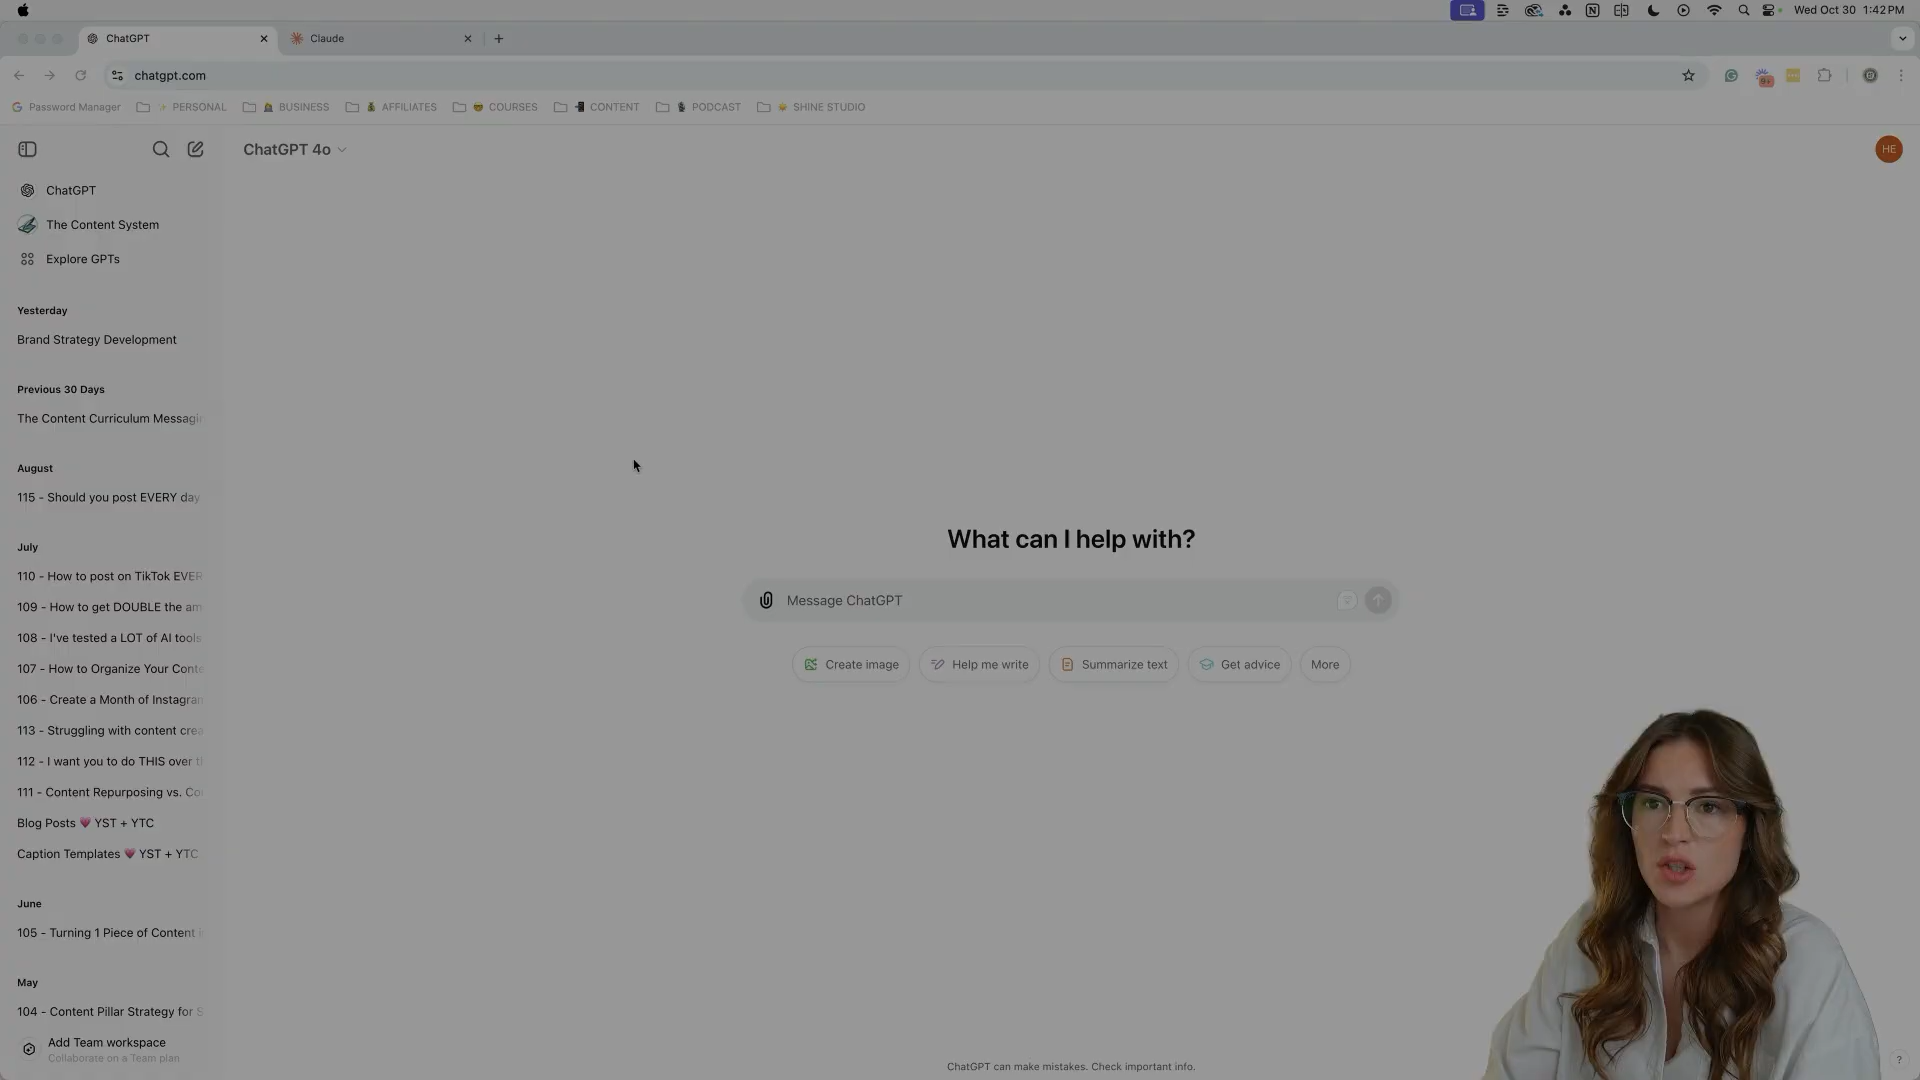 Wed Oct 30 1:42 PM
ChatGPT
Claude
chatgpt.com
Password Manager
PERSONAL
BUSINESS
AFFILIATES
COURSES
CONTENT
PODCAST
SHINE STUDIO
ChatGPT 4o
HE
ChatGPT
The Content System
Explore GPTs
Yesterday
Brand Strategy Development
Previous 30 Days
The Content Curriculum Messagi
August
115 - Should you post EVERY day
July
110 - How to post on TikTok EVER
109 - How to get DOUBLE the am
108 - I've tested a LOT of AI tools
107 - How to Organize Your Conte
106 - Create a Month of Instagram
113 - Struggling with content crea
112 - I want you to do THIS over t
111 - Content Repurposing vs. Co
Blog Posts 💗 YST + YTC
Caption Templates 💗 YST + YTC
June
105 - Turning 1 Piece of Content i
May
104 - Content Pillar Strategy for S
Add Team workspace
Collaborate on a Team plan
What can I help with?
Message ChatGPT
Create image
Help me write
Summarize text
Get advice
More
ChatGPT can make mistakes. Check important info.
?